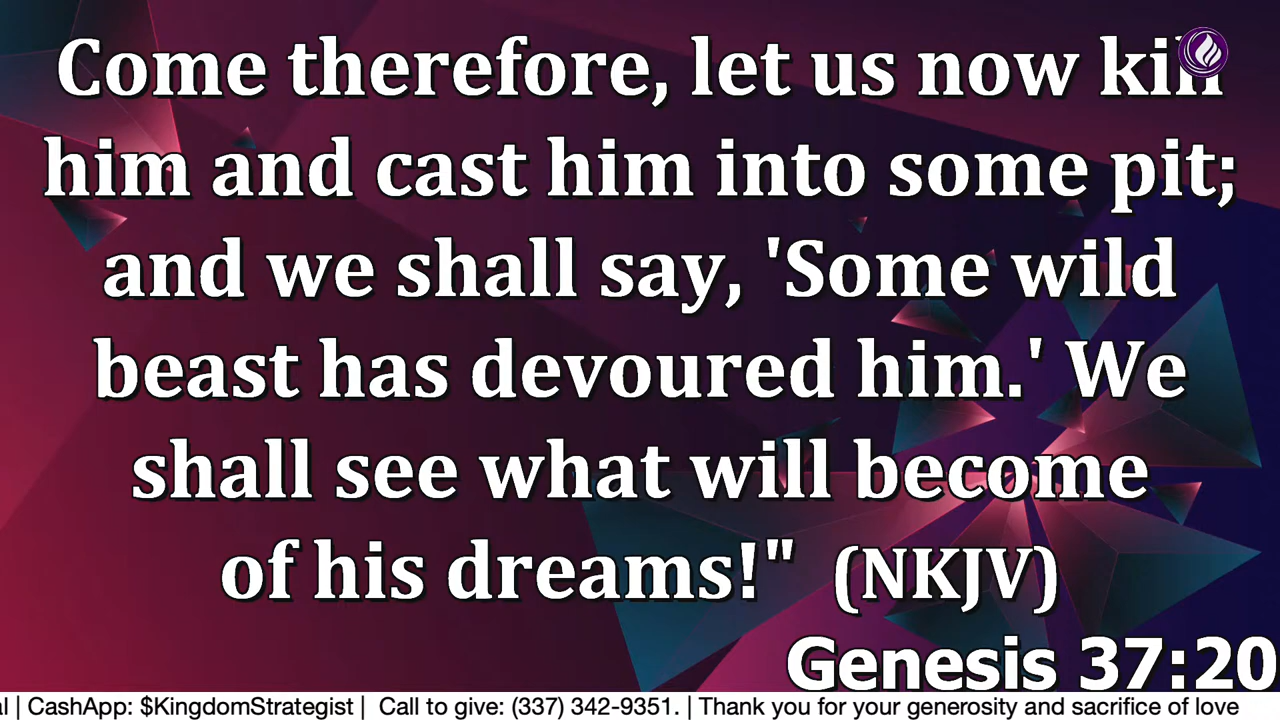 Come therefore, let us now kill
him and cast him into some pit;
and we shall say, 'Some wild
beast has devoured him.' We
shall see what will become
of his dreams!" (NKJV)
Genesis 37:20
l | CashApp: $KingdomStrategist | Call to give: (337) 342-9351. | Thank you for your generosity and sacrifice of love